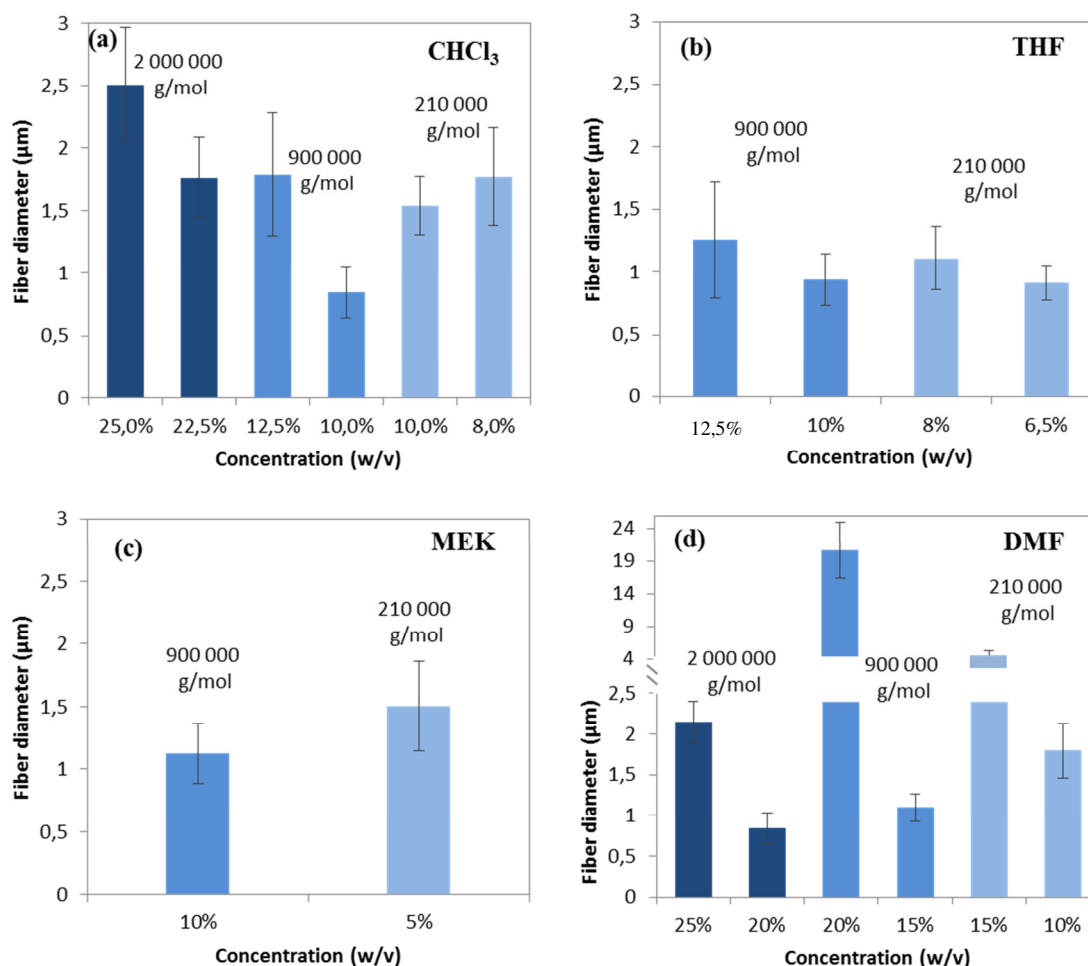 (a)
CHCl₃
3
2,5
2
1,5
1
0,5
0
Fiber diameter (µm)
2 000 000
g/mol
900 000
g/mol
210 000
g/mol
25,0% 22,5% 12,5% 10,0% 10,0% 8,0%
Concentration (w/v)
(b)
THF
3
2,5
2
1,5
1
0,5
0
Fiber diameter (µm)
900 000
g/mol
210 000
g/mol
12,5% 10% 8% 6,5%
Concentration (w/v)
(c)
MEK
3
2,5
2
1,5
1
0,5
0
Fiber diameter (µm)
900 000
g/mol
210 000
g/mol
10% 5%
Concentration (w/v)
(d)
DMF
24
19
14
9
4
2,5
2
1,5
1
0,5
0
Fiber diameter (µm)
2 000 000
g/mol
900 000
g/mol
210 000
g/mol
25% 20% 20% 15% 15% 10%
Concentration (w/v)